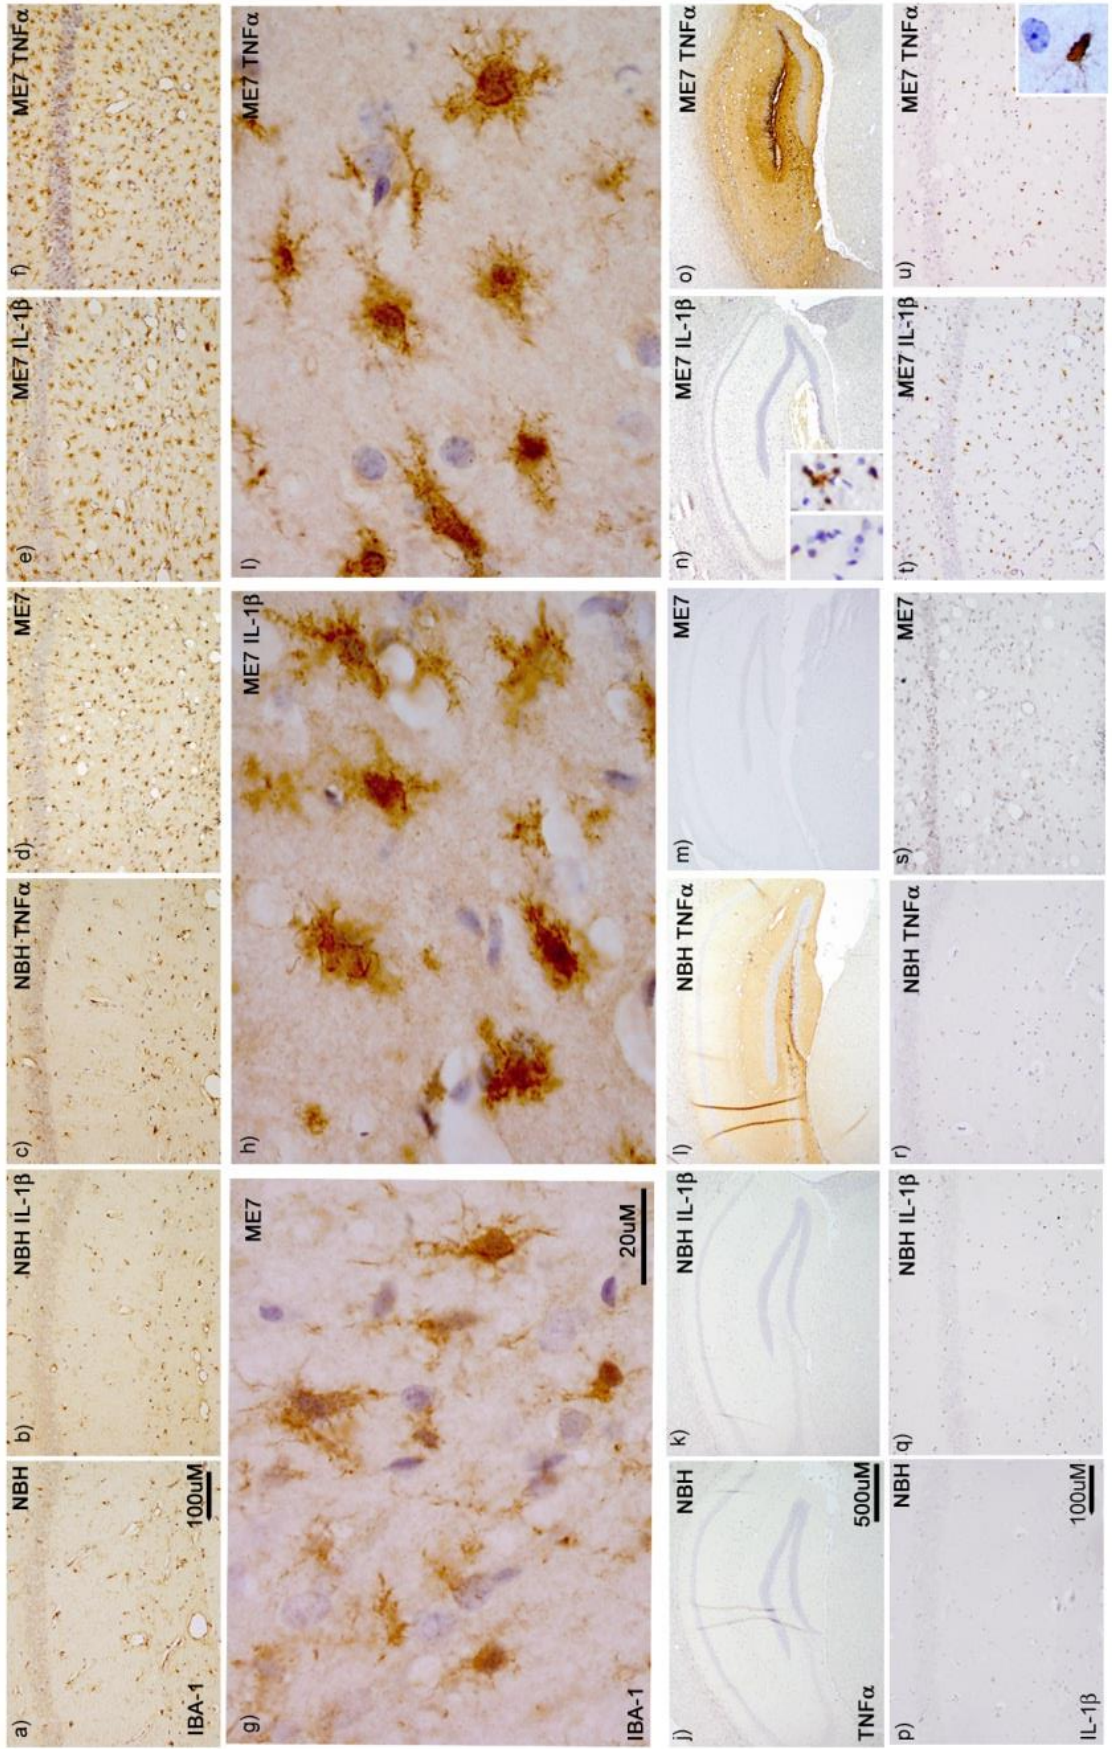 a) NBH
IBA-1 100uM
b) NBH IL-1β
c) NBH TNFα
d) ME7
e) ME7 IL-1β
f) ME7 TNFα
g) ME7
IBA-1 20uM
h) ME7 IL-1β
l) ME7 TNFα
j) NBH
TNFα 500uM
k) NBH IL-1β
l) NBH TNFα
m) ME7
n) ME7 IL-1β
o) ME7 TNFα
p) NBH
IL-1β 100uM
q) NBH IL-1β
r) NBH TNFα
s) ME7
t) ME7 IL-1β
u) ME7 TNFα